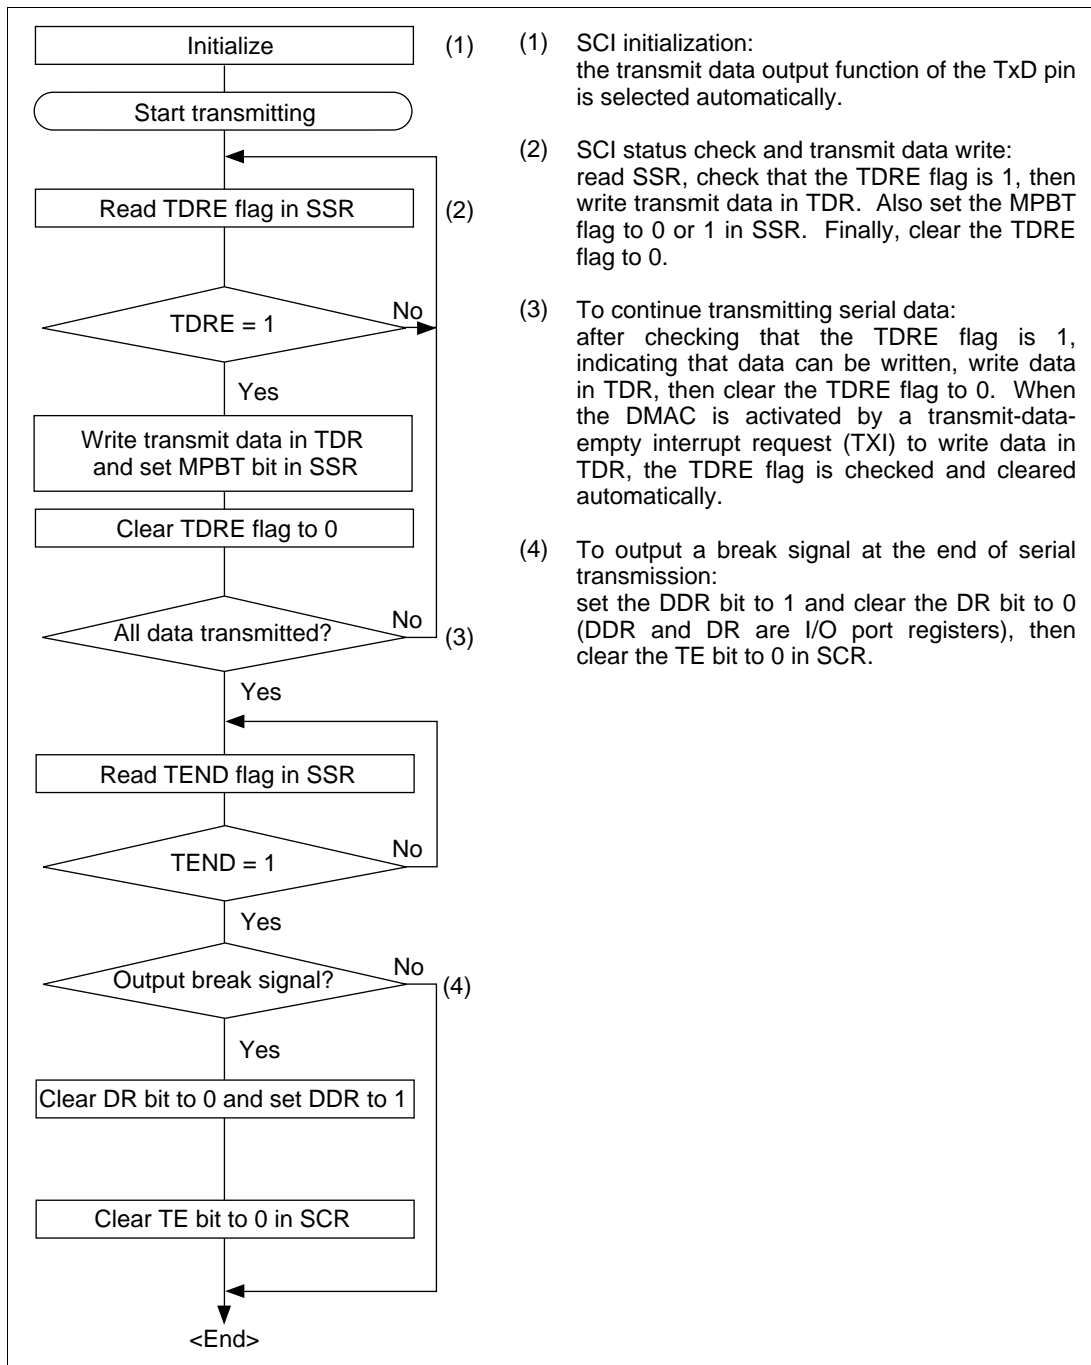 Initialize
(1)
Start transmitting
Read TDRE flag in SSR
(2)
TDRE = 1
No
Yes
Write transmit data in TDR
and set MPBT bit in SSR
Clear TDRE flag to 0
All data transmitted?
No
(3)
Yes
Read TEND flag in SSR
TEND = 1
No
Yes
Output break signal?
No
(4)
Yes
Clear DR bit to 0 and set DDR to 1
Clear TE bit to 0 in SCR
<End>
(1) SCI initialization:
the transmit data output function of the TxD pin
is selected automatically.
(2) SCI status check and transmit data write:
read SSR, check that the TDRE flag is 1, then
write transmit data in TDR. Also set the MPBT
flag to 0 or 1 in SSR. Finally, clear the TDRE
flag to 0.
(3) To continue transmitting serial data:
after checking that the TDRE flag is 1,
indicating that data can be written, write data
in TDR, then clear the TDRE flag to 0. When
the DMAC is activated by a transmit-data-
empty interrupt request (TXI) to write data in
TDR, the TDRE flag is checked and cleared
automatically.
(4) To output a break signal at the end of serial
transmission:
set the DDR bit to 1 and clear the DR bit to 0
(DDR and DR are I/O port registers), then
clear the TE bit to 0 in SCR.